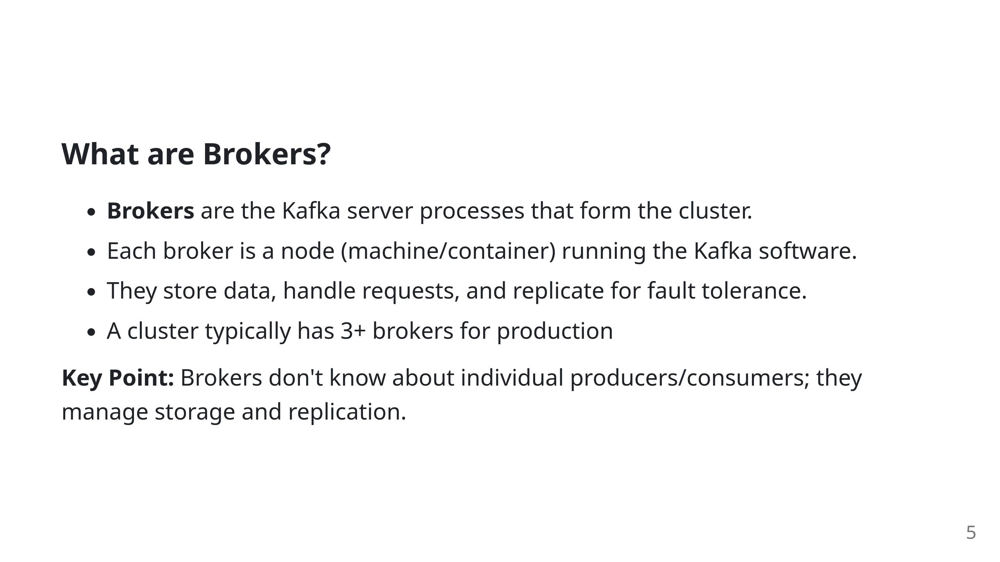 What are Brokers?
• Brokers are the Kafka server processes that form the cluster.
• Each broker is a node (machine/container) running the Kafka software.
• They store data, handle requests, and replicate for fault tolerance.
• A cluster typically has 3+ brokers for production
Key Point: Brokers don't know about individual producers/consumers; they
manage storage and replication.
5